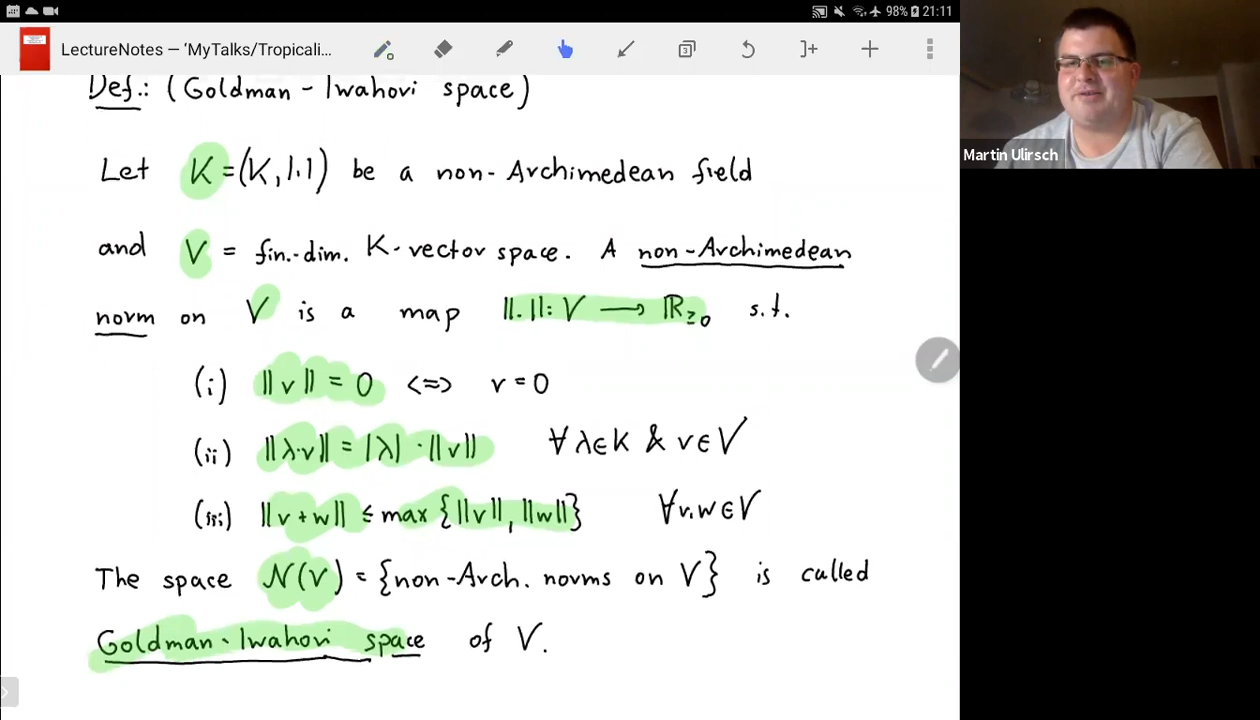 98% 21:11
LectureNotes – ‘MyTalks/Tropicali...
Def.: (Goldman - Iwahori space)
Let K = (K, |.|) be a non-Archimedean field
and V = fin.-dim. K-vector space. A non-Archimedean
norm on V is a map ||.||: V → ℝ≥0 s.t.
(i) ||v|| = 0 <=> v = 0
(ii) ||λ·v|| = |λ| · ||v|| ∀ λ∈K & v∈V
(iii) ||v + w|| ≤ max {||v||, ||w||} ∀ v,w ∈ V
The space N(V) = {non-Arch. norms on V} is called
Goldman-Iwahori space of V.
Martin Ulirsch